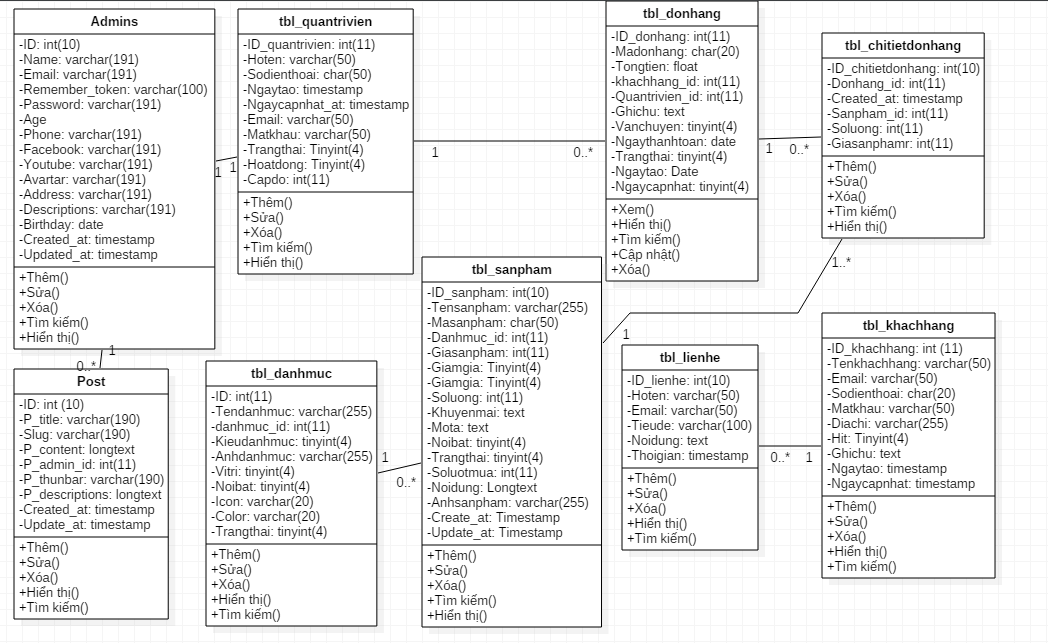 Admins
-ID: int(10)
-Name: varchar(191)
-Email: varchar(191)
-Remember_token: varchar(100)
-Password: varchar(191)
-Age
-Phone: varchar(191)
-Facebook: varchar(191)
-Youtube: varchar(191)
-Avartar: varchar(191)
-Address: varchar(191)
-Descriptions: varchar(191)
-Birthday: date
-Created_at: timestamp
-Updated_at: timestamp
+Thêm()
+Sửa()
+Xóa()
+Tìm kiếm()
+Hiển thị()
1
1
1
0..*
tbl_quantrivien
-ID_quantrivien: int(11)
-Hoten: varchar(50)
-Sodienthoai: char(50)
-Ngaytao: timestamp
-Ngaycapnhat_at: timestamp
-Email: varchar(50)
-Matkhau: varchar(50)
-Trangthai: Tinyint(4)
-Hoatdong: Tinyint(4)
-Capdo: int(11)
+Thêm()
+Sửa()
+Xóa()
+Tìm kiếm()
+Hiển thị()
1
0..*
tbl_donhang
-ID_donhang: int(11)
-Madonhang: char(20)
-Tongtien: float
-khachhang_id: int(11)
-Quantrivien_id: int(11)
-Ghichu: text
-Vanchuyen: tinyint(4)
-Ngaythanhtoan: date
-Trangthai: tinyint(4)
-Ngaytao: Date
-Ngaycapnhat: tinyint(4)
+Xem()
+Hiển thị()
+Tìm kiếm()
+Cập nhật()
+Xóa()
1
0..*
tbl_chitietdonhang
-ID_chitietdonhang: int(10)
-Donhang_id: int(11)
-Created_at: timestamp
-Sanpham_id: int(11)
-Soluong: int(11)
-Giasanphamr: int(11)
+Thêm()
+Sửa()
+Xóa()
+Tìm kiếm()
+Hiển thị()
1..*
1
Post
-ID: int (10)
-P_title: varchar(190)
-Slug: varchar(190)
-P_content: longtext
-P_admin_id: int(11)
-P_thunbar: varchar(190)
-P_descriptions: longtext
-Created_at: timestamp
-Update_at: timestamp
+Thêm()
+Sửa()
+Xóa()
+Hiển thị()
+Tìm kiếm()
tbl_danhmuc
-ID: int(11)
-Tendanhmuc: varchar(255)
-danhmuc_id: int(11)
-Kieudanhmuc: tinyint(4)
-Anhdanhmuc: varchar(255)
-Vitri: tinyint(4)
-Noibat: tinyint(4)
-Icon: varchar(20)
-Color: varchar(20)
-Trangthai: tinyint(4)
+Thêm()
+Sửa()
+Xóa()
+Hiển thị()
+Tìm kiếm()
1
0..*
tbl_sanpham
-ID_sanpham: int(10)
-Tensanpham: varchar(255)
-Masanpham: char(50)
-Danhmuc_id: int(11)
-Giasanpham: int(11)
-Giamgia: Tinyint(4)
-Giamgia: Tinyint(4)
-Soluong: int(11)
-Khuyenmai: text
-Mota: text
-Noibat: tinyint(4)
-Trangthai: tinyint(4)
-Soluotmua: int(11)
-Noidung: Longtext
-Anhsanpham: varchar(255)
-Create_at: Timestamp
-Update_at: Timestamp
+Thêm()
+Sửa()
+Xóa()
+Tìm kiếm()
+Hiển thị()
tbl_lienhe
-ID_lienhe: int(10)
-Hoten: varchar(50)
-Email: varchar(50)
-Tieude: varchar(100)
-Noidung: text
-Thoigian: timestamp
+Thêm()
+Sửa()
+Xóa()
+Hiển thị()
+Tìm kiếm()
0..*
1
tbl_khachhang
-ID_khachhang: int (11)
-Tenkhachhang: varchar(50)
-Email: varchar(50)
-Sodienthoai: char(20)
-Matkhau: varchar(50)
-Diachi: varchar(255)
-Hit: Tinyint(4)
-Ghichu: text
-Ngaytao: timestamp
-Ngaycapnhat: timestamp
+Thêm()
+Sửa()
+Xóa()
+Hiển thị()
+Tìm kiếm()